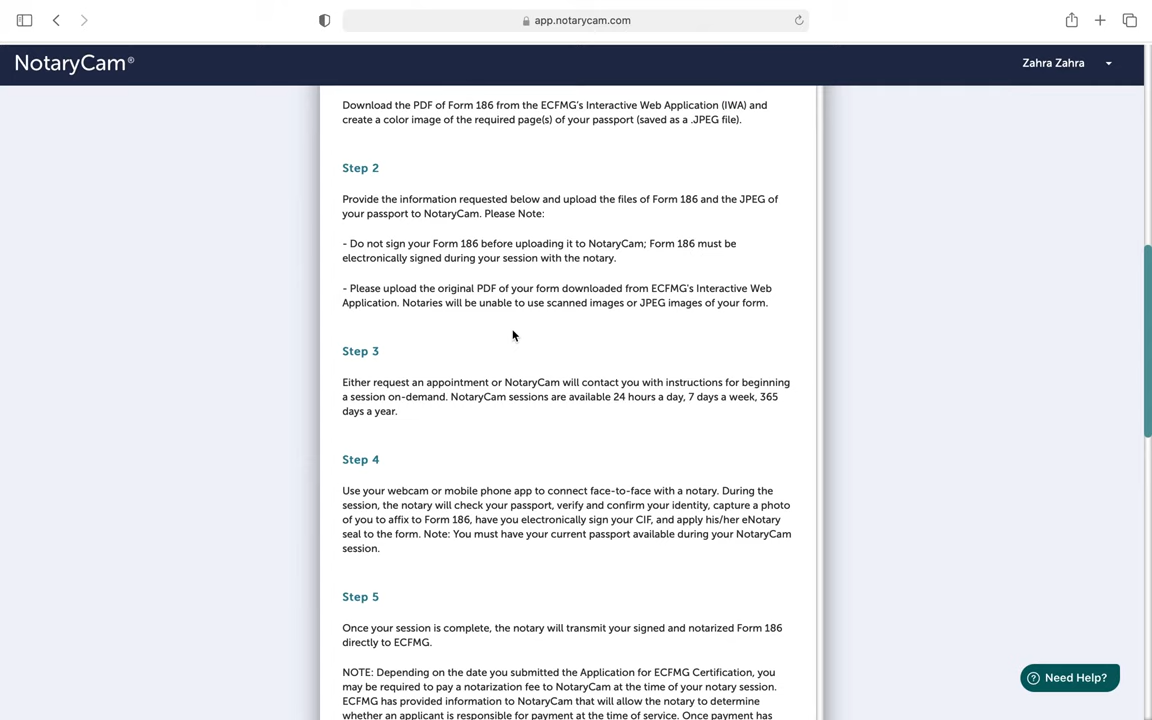 app.notarycam.com
NotaryCam®
Zahra Zahra
Download the PDF of Form 186 from the ECFMG's Interactive Web Application (IWA) and
create a color image of the required page(s) of your passport (saved as a .JPEG file).
Step 2
Provide the information requested below and upload the files of Form 186 and the JPEG of
your passport to NotaryCam. Please Note:
- Do not sign your Form 186 before uploading it to NotaryCam; Form 186 must be
electronically signed during your session with the notary.
- Please upload the original PDF of your form downloaded from ECFMG's Interactive Web
Application. Notaries will be unable to use scanned images or JPEG images of your form.
Step 3
Either request an appointment or NotaryCam will contact you with instructions for beginning
a session on-demand. NotaryCam sessions are available 24 hours a day, 7 days a week, 365
days a year.
Step 4
Use your webcam or mobile phone app to connect face-to-face with a notary. During the
session, the notary will check your passport, verify and confirm your identity, capture a photo
of you to affix to Form 186, have you electronically sign your CIF, and apply his/her eNotary
seal to the form. Note: You must have your current passport available during your NotaryCam
session.
Step 5
Once your session is complete, the notary will transmit your signed and notarized Form 186
directly to ECFMG.
NOTE: Depending on the date you submitted the Application for ECFMG Certification, you
may be required to pay a notarization fee to NotaryCam at the time of your notary session.
ECFMG has provided information to NotaryCam that will allow the notary to determine
whether an applicant is responsible for payment at the time of service. Once payment has
Need Help?